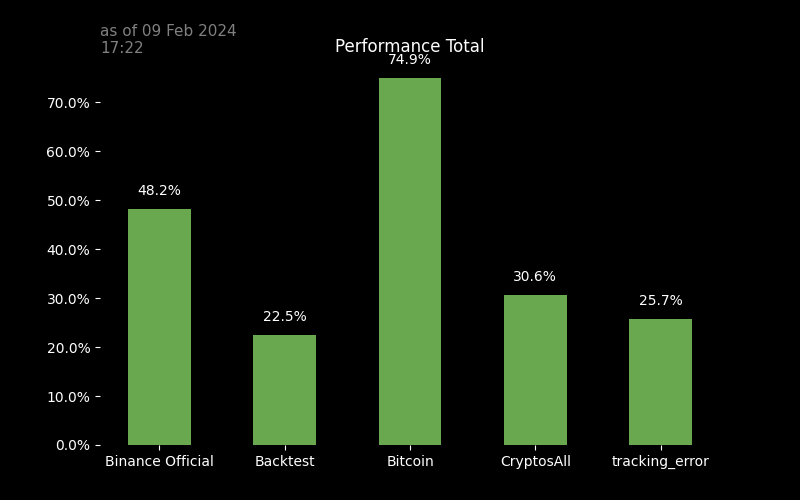 as of 09 Feb 2024
17:22
Performance Total
74.9%
70.0%
60.0%
50.0%
48.2%
40.0%
30.0%
30.6%
25.7%
22.5%
20.0%
10.0%
0.0%
Binance Official
Backtest
Bitcoin
CryptosAll
tracking_error